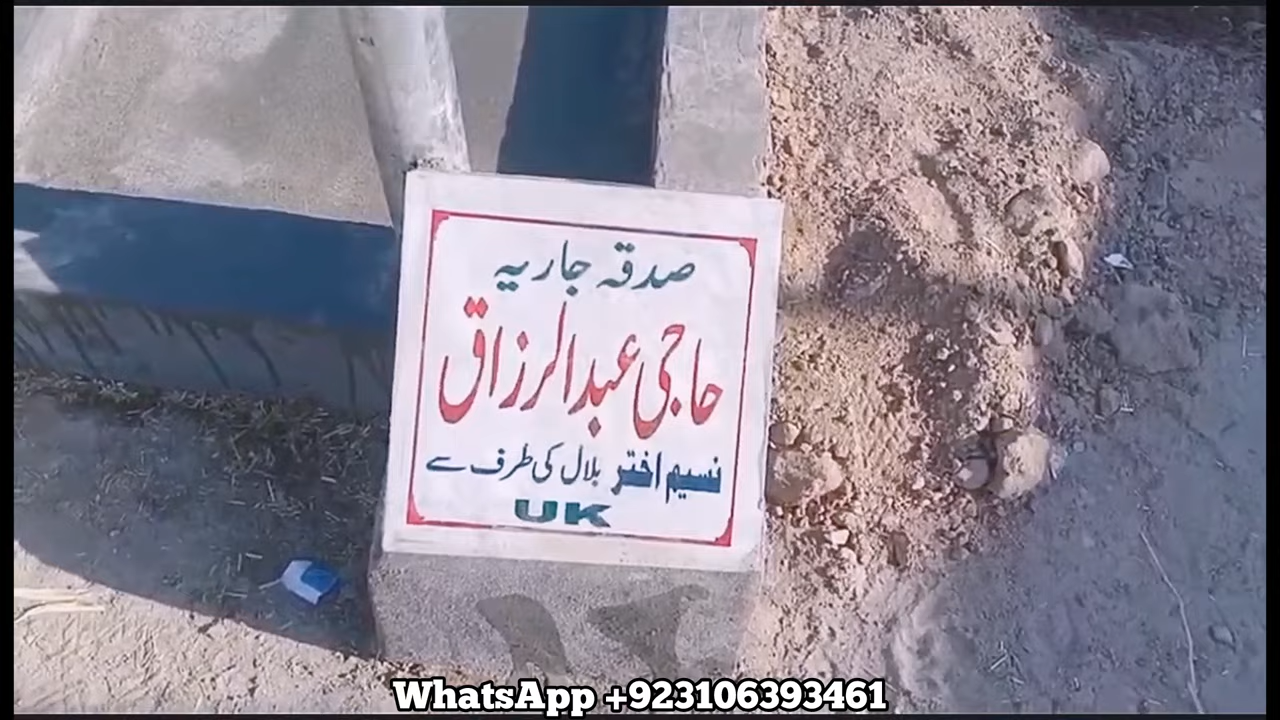 صدقہ جاریہ
حاجی عبدالرزاق
نسیم اختر بلال کی طرف سے
UK
WhatsApp +923106393461